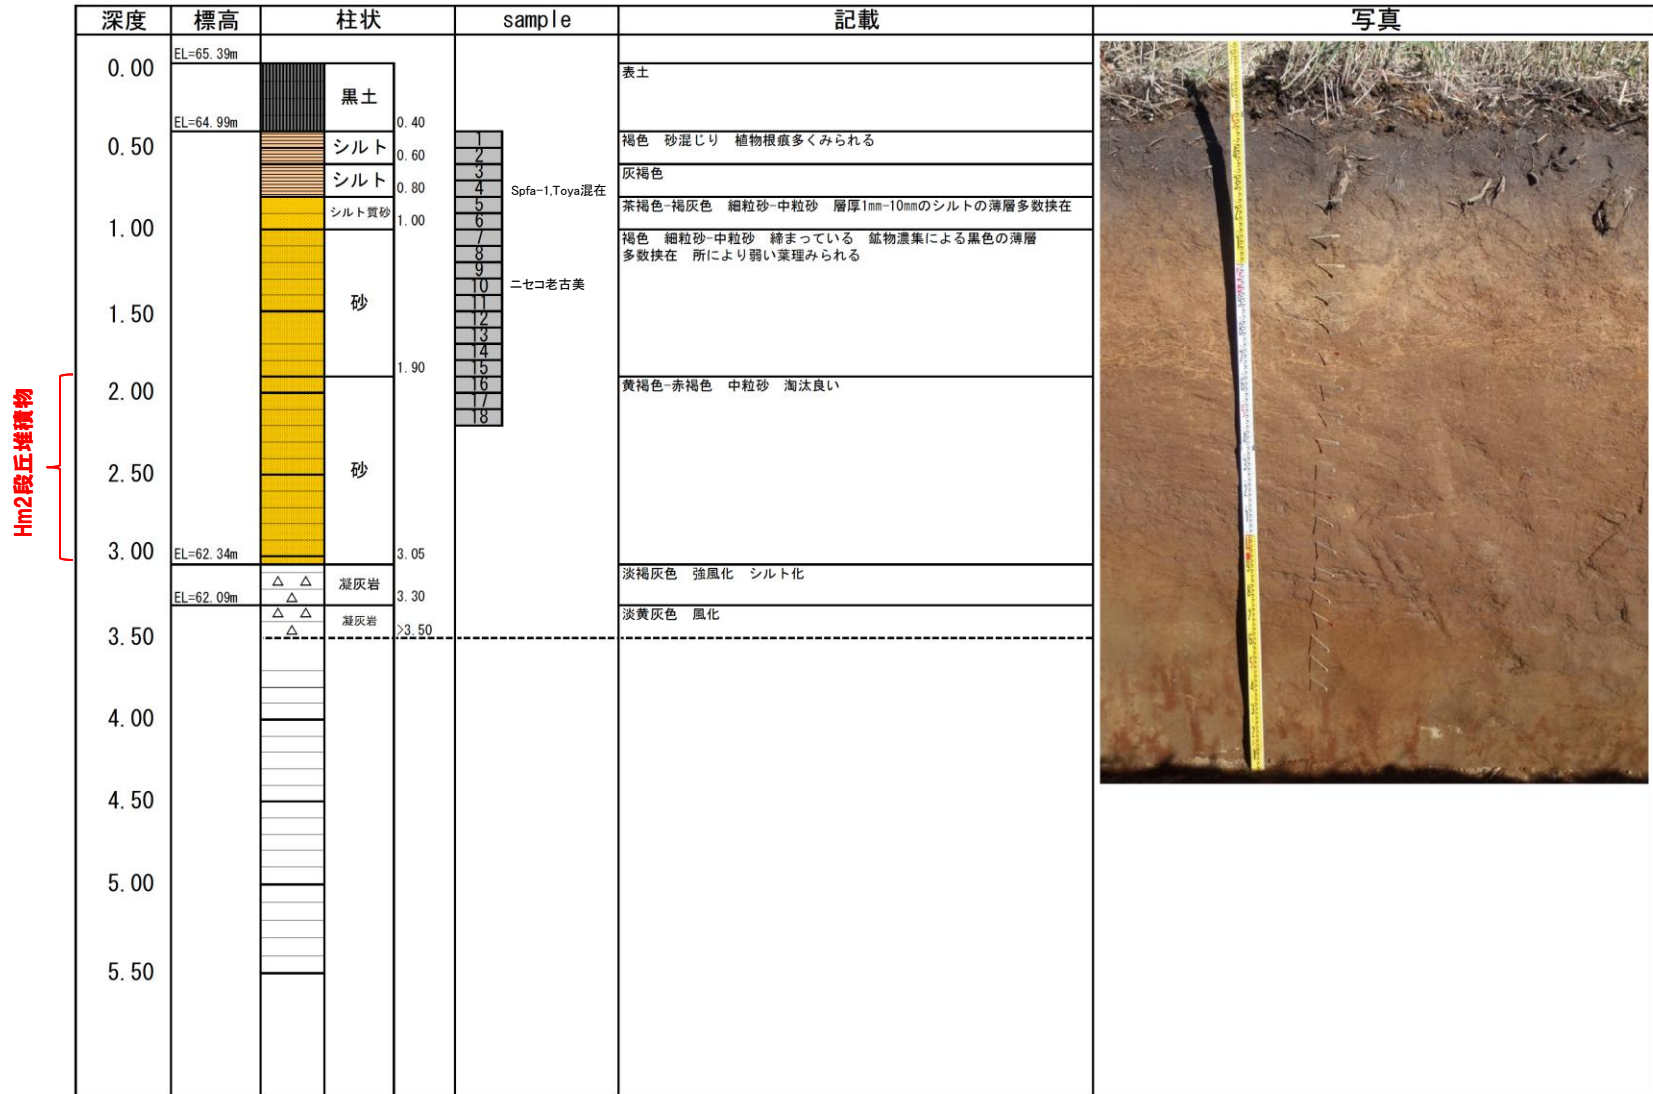 深度 標高 柱状 sample 記載 写真
EL=65.39m
0.00 黒土 表土
EL=64.99m 0.40
0.50 シルト 0.60 1 2 褐色 砂混じり 植物根痕多くみられる
シルト 0.80 3 4 Spfa-1,Toya混在 灰褐色
シルト質砂 1.00 5 6 茶褐色-褐灰色 細粒砂-中粒砂 層厚1mm-10mmのシルトの薄層多数挟在
1.00 7 褐色 細粒砂-中粒砂 締まっている 鉱物濃集による黒色の薄層
8 多数挟在 所により弱い葉理みられる
9
10 ニセコ老古美
11
1.50 砂 12
13
14
1.90 15
2.00 16 黄褐色-赤褐色 中粒砂 淘汰良い
17
18
Hm2段丘堆積物
2.50 砂
3.00 EL=62.34m 3.05
凝灰岩 淡褐灰色 強風化 シルト化
EL=62.09m 3.30
凝灰岩 淡黄灰色 風化
3.50 >3.50
4.00
4.50
5.00
5.50